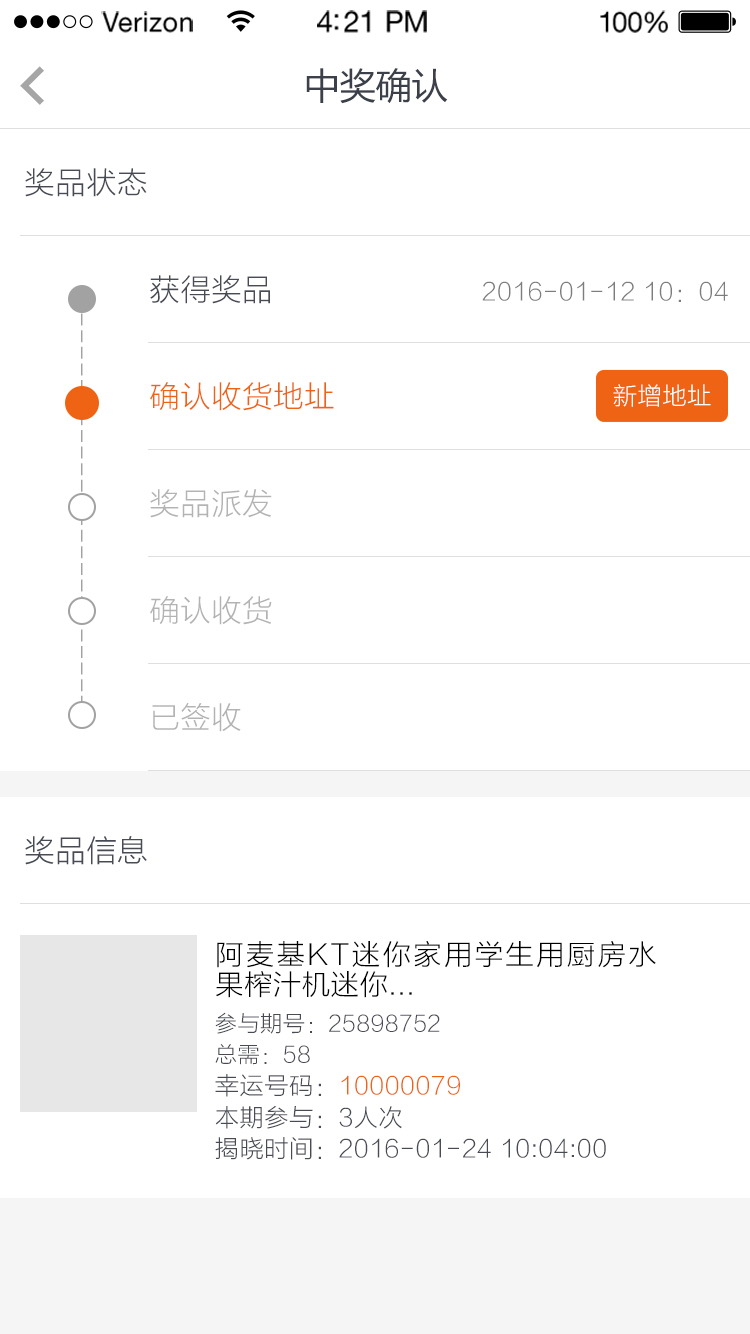 Verizon 4:21 PM 100%
中奖确认
奖品状态
获得奖品 2016-01-12 10：04
确认收货地址 新增地址
奖品派发
确认收货
已签收
奖品信息
阿麦基KT迷你家用学生用厨房水
果榨汁机迷你...
参与期号：25898752
总需：58
幸运号码：10000079
本期参与：3人次
揭晓时间：2016-01-24 10:04:00